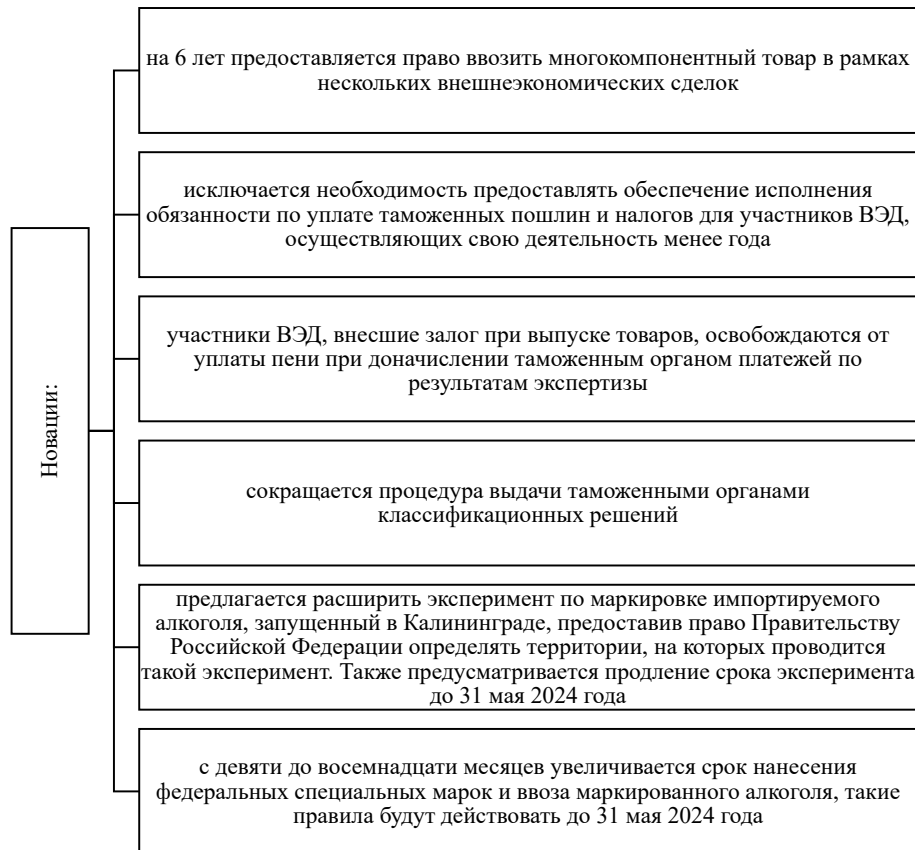 Новации:
на 6 лет предоставляется право ввозить многокомпонентный товар в рамках
нескольких внешнеэкономических сделок
исключается необходимость предоставлять обеспечение исполнения
обязанности по уплате таможенных пошлин и налогов для участников ВЭД,
осуществляющих свою деятельность менее года
участники ВЭД, внесшие залог при выпуске товаров, освобождаются от
уплаты пени при доначислении таможенным органом платежей по
результатам экспертизы
сокращается процедура выдачи таможенными органами
классификационных решений
предлагается расширить эксперимент по маркировке импортируемого
алкоголя, запущенный в Калининграде, предоставив право Правительству
Российской Федерации определять территории, на которых проводится
такой эксперимент. Также предусматривается продление срока эксперимента
до 31 мая 2024 года
с девяти до восемнадцати месяцев увеличивается срок нанесения
федеральных специальных марок и ввоза маркированного алкоголя, такие
правила будут действовать до 31 мая 2024 года